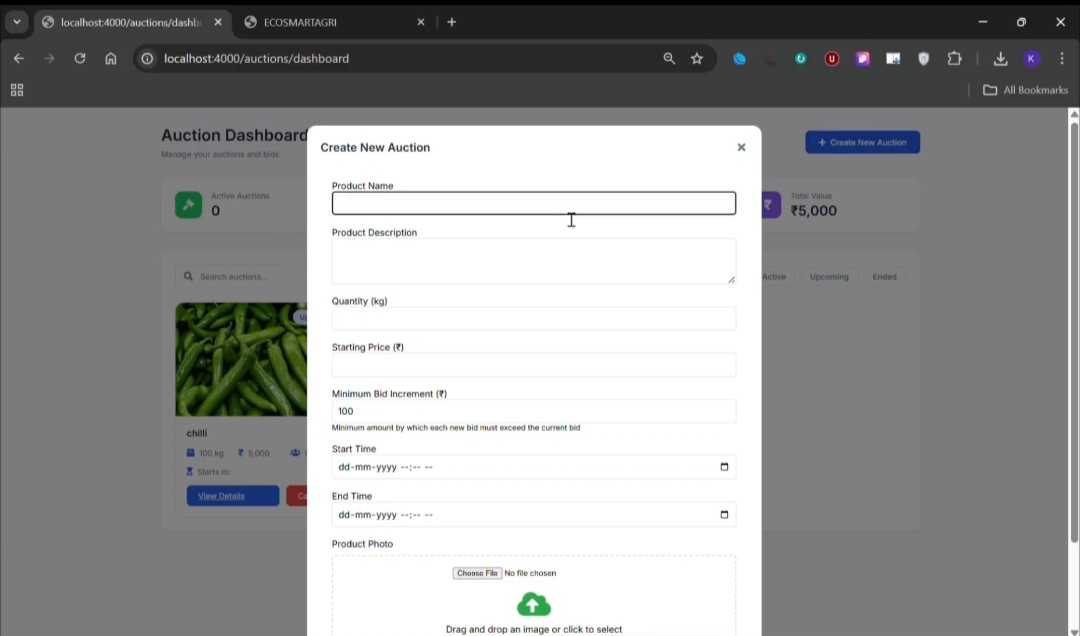 localhost:4000/auctions/dashb
ECOSMARTAGRI
localhost:4000/auctions/dashboard
U
K
All Bookmarks
Auction Dashboard
Manage your auctions and bids
+ Create New Auction
Active Auctions
0
Total Value
₹5,000
Search auctions...
Active
Upcoming
Ended
chilli
100 kg
₹ 5,000
Starts in:
View Details
Create New Auction
Product Name
Product Description
Quantity (kg)
Starting Price (₹)
Minimum Bid Increment (₹)
100
Minimum amount by which each new bid must exceed the current bid
Start Time
dd-mm-yyyy --:-- --
End Time
dd-mm-yyyy --:-- --
Product Photo
Choose File No file chosen
Drag and drop an image or click to select